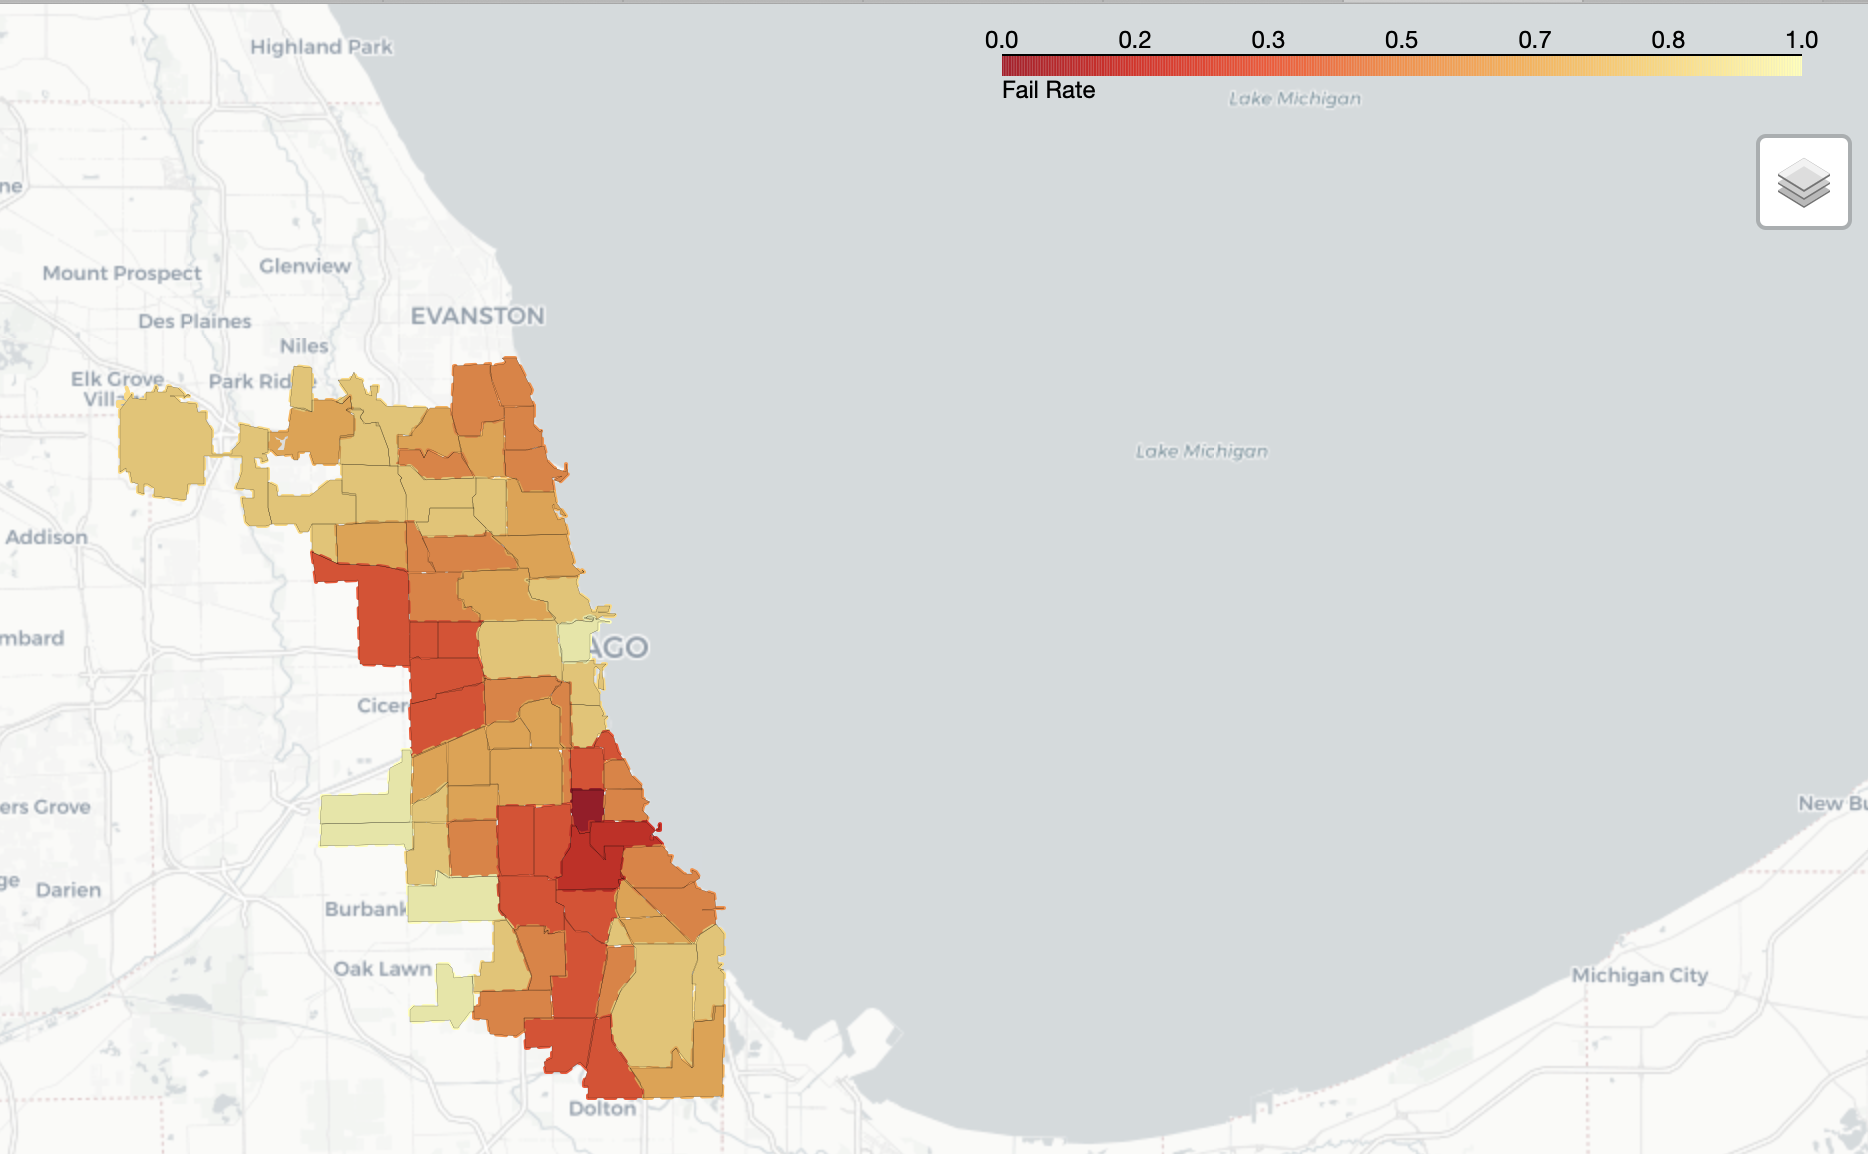 0.0 0.2 0.3 0.5 0.7 0.8 1.0
Fail Rate
Highland Park
Lake Michigan
ne
Mount Prospect
Glenview
EVANSTON
Des Plaines
Niles
Elk Grove
Villa
Park Rid e
Lake Michigan
Addison
mbard
AGO
Cicer
ers Grove
New Bu
ge
Darien
Burbank
Oak Lawn
Michigan City
Dolton